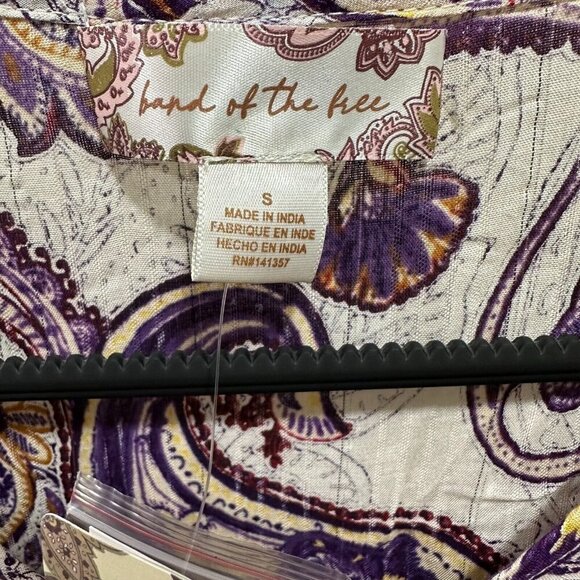 band of the free
S
MADE IN INDIA
FABRIQUE EN INDE
HECHO EN INDIA
RN#141357